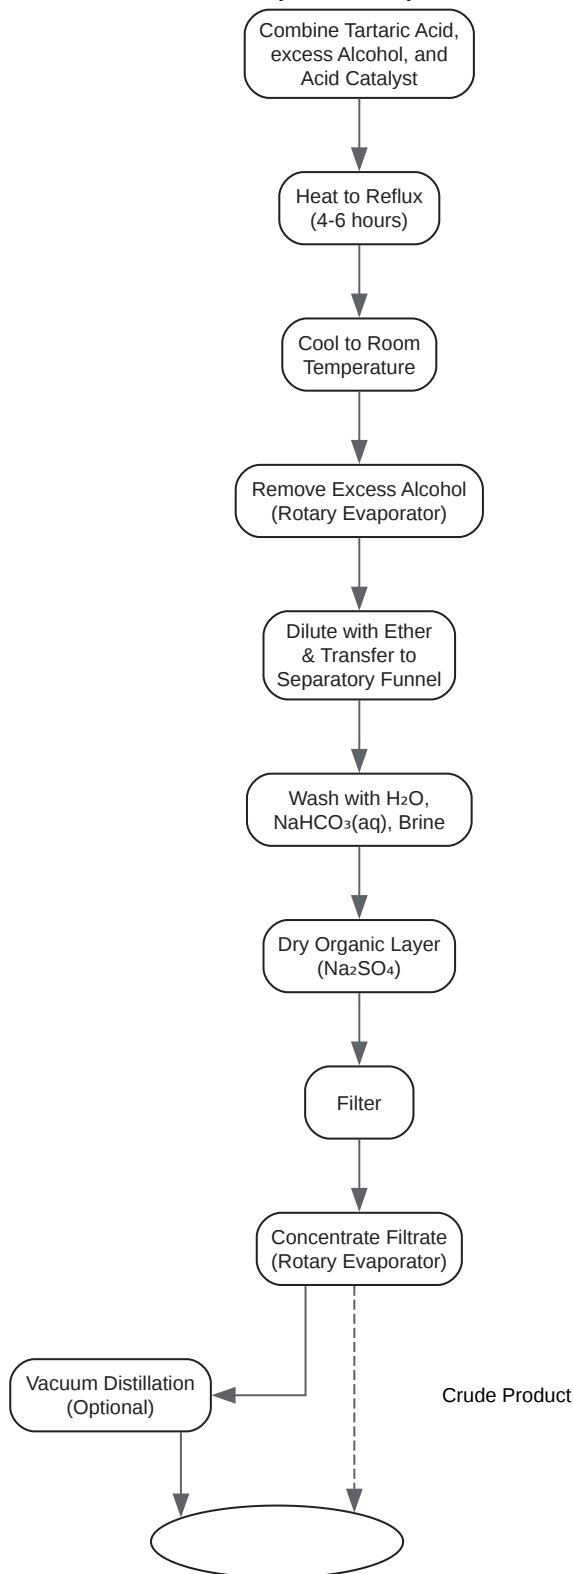 Combine Tartaric Acid,
excess Alcohol, and
Acid Catalyst
Heat to Reflux
(4-6 hours)
Cool to Room
Temperature
Remove Excess Alcohol
(Rotary Evaporator)
Dilute with Ether
& Transfer to
Separatory Funnel
Wash with H₂O,
NaHCO₃(aq), Brine
Dry Organic Layer
(Na₂SO₄)
Filter
Concentrate Filtrate
(Rotary Evaporator)
Vacuum Distillation
(Optional)
Crude Product